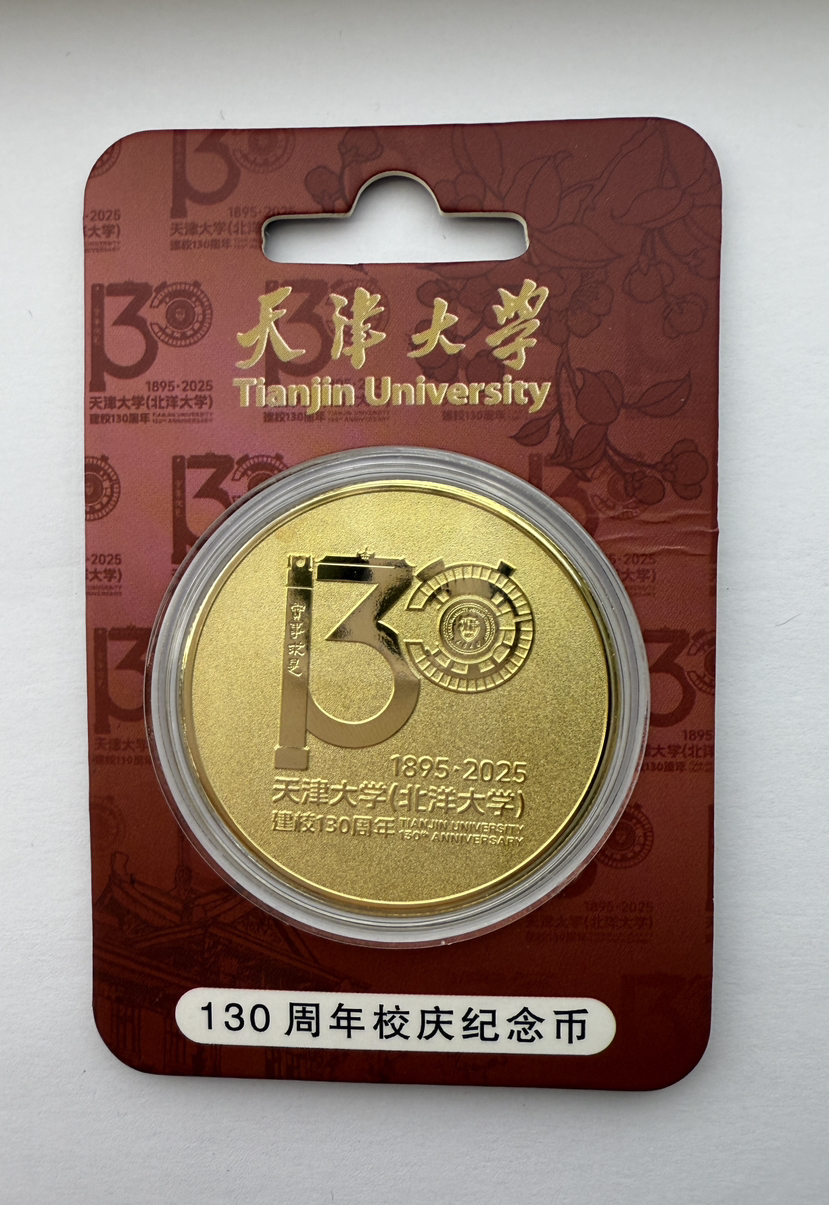 天津大学
Tianjin University
130
实事求是
1895·2025
天津大学(北洋大学)
建校130周年 TIANJIN UNIVERSITY
130th ANNIVERSARY
130 周年校庆纪念币